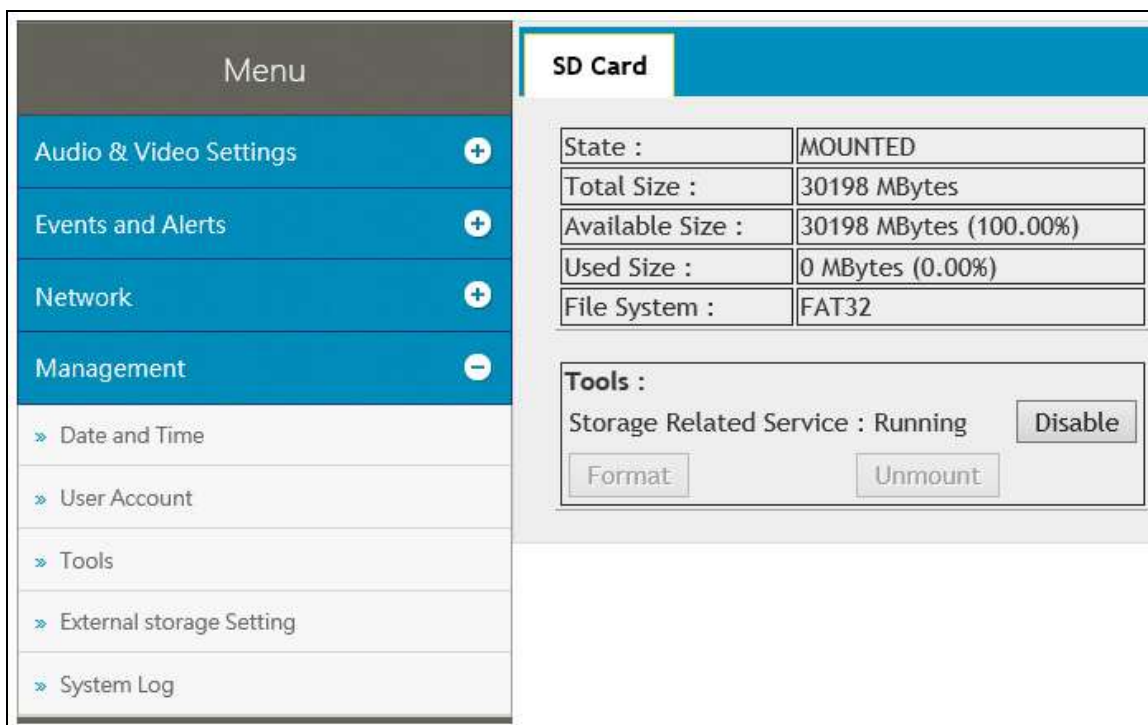 Menu
Audio & Video Settings
Events and Alerts
Network
Management
» Date and Time
» User Account
» Tools
» External storage Setting
» System Log
SD Card
State : MOUNTED
Total Size : 30198 MBytes
Available Size : 30198 MBytes (100.00%)
Used Size : 0 MBytes (0.00%)
File System : FAT32
Tools :
Storage Related Service : Running Disable
Format Unmount